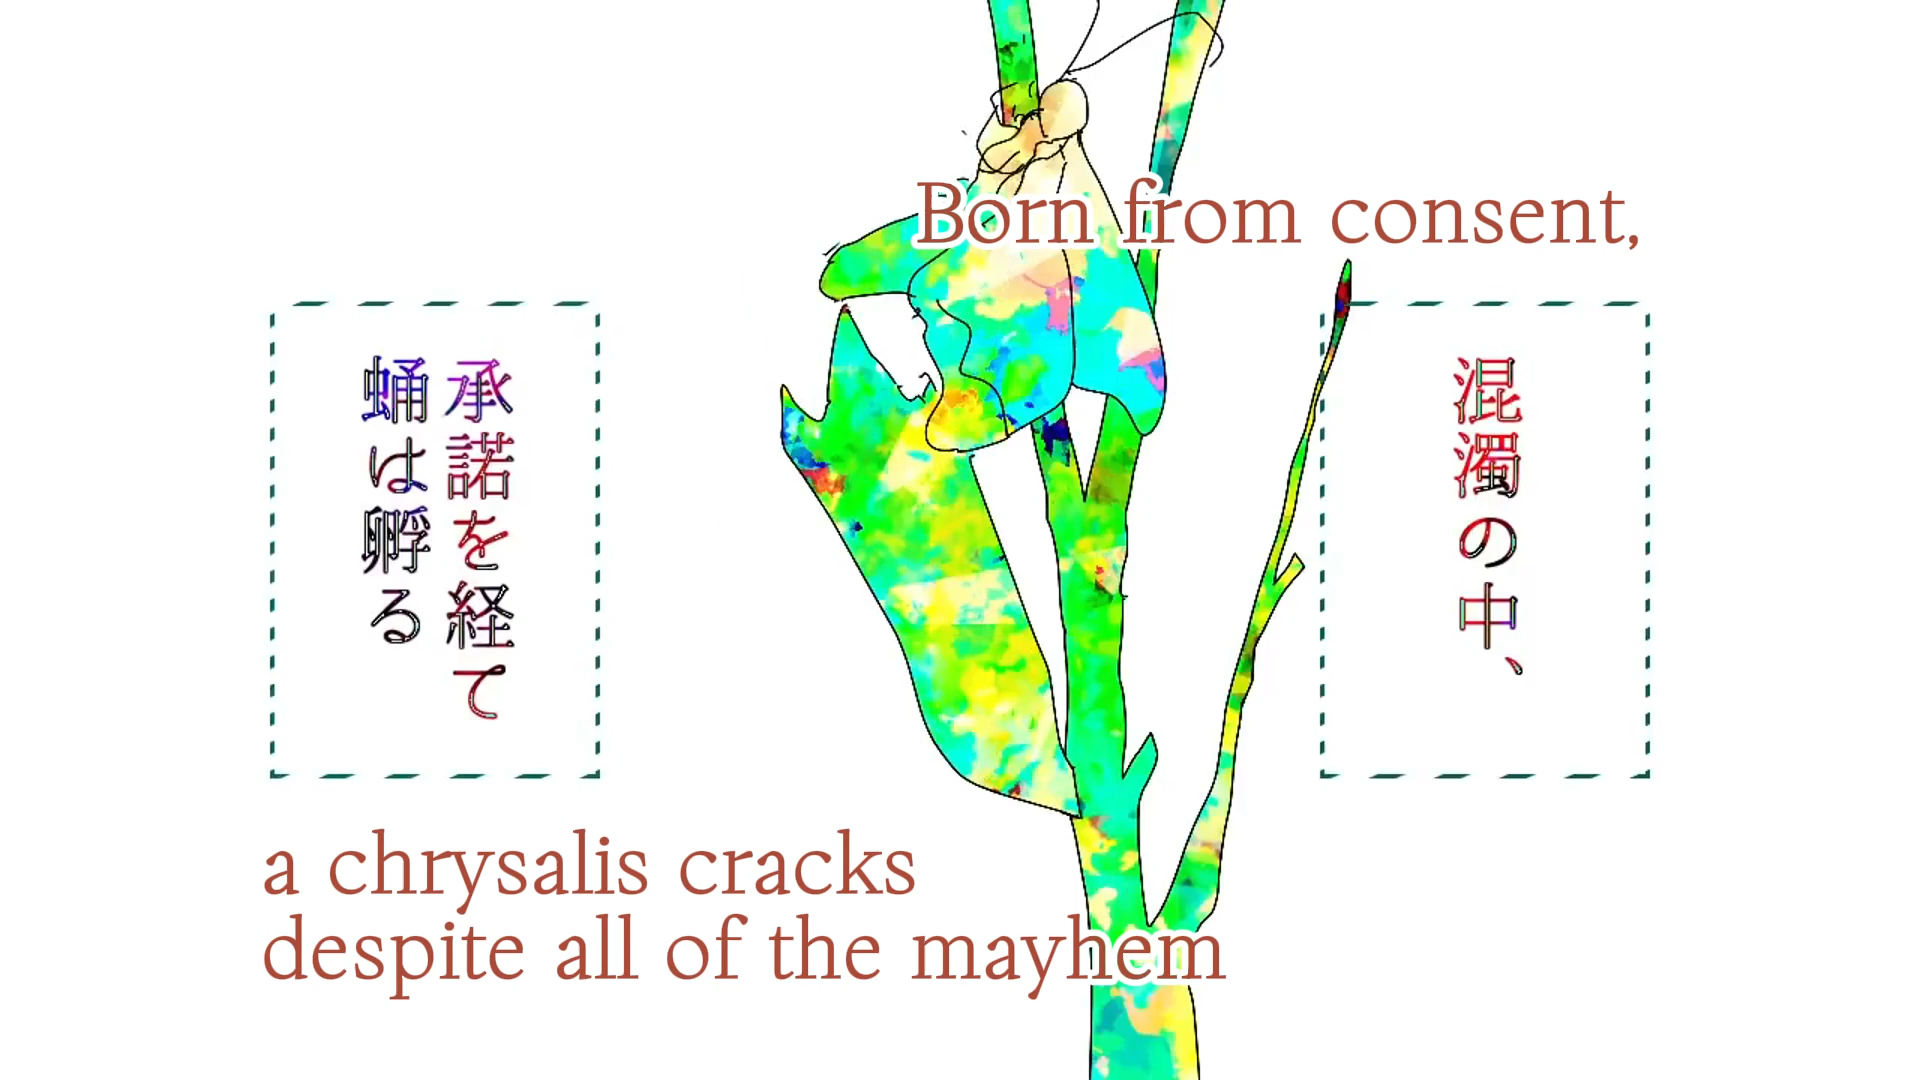 Born from consent,
混濁の中、
承諾を経て
蛹は孵る
a chrysalis cracks
despite all of the mayhem